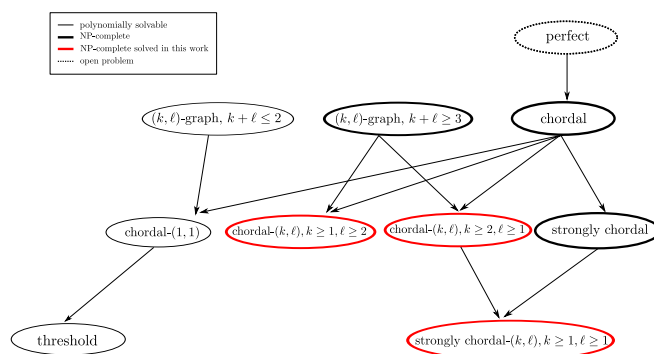 polynomially solvable
NP-complete
NP-complete solved in this work
open problem
perfect
(k, ℓ)-graph, k + ℓ ≤ 2
(k, ℓ)-graph, k + ℓ ≥ 3
chordal
chordal-(1, 1)
chordal-(k, ℓ), k ≥ 1, ℓ ≥ 2
chordal-(k, ℓ), k ≥ 2, ℓ ≥ 1
strongly chordal
threshold
strongly chordal-(k, ℓ), k ≥ 1, ℓ ≥ 1